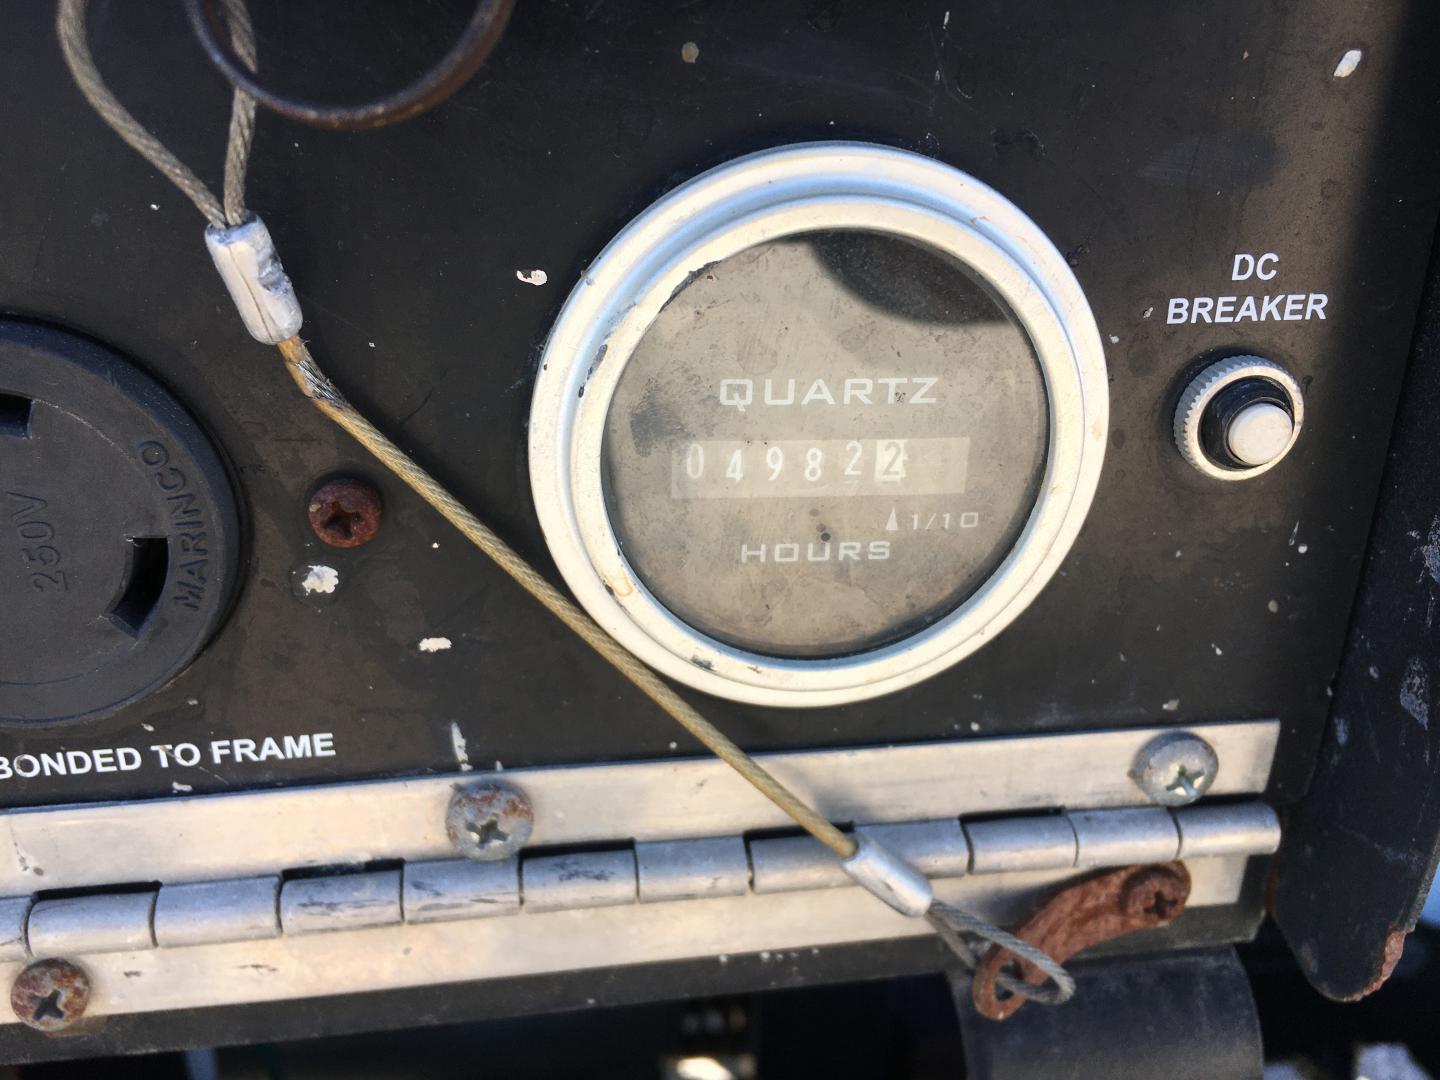 DC
BREAKER
QUARTZ
049822
1/10
HOURS
MARINCO
250V
BONDED TO FRAME